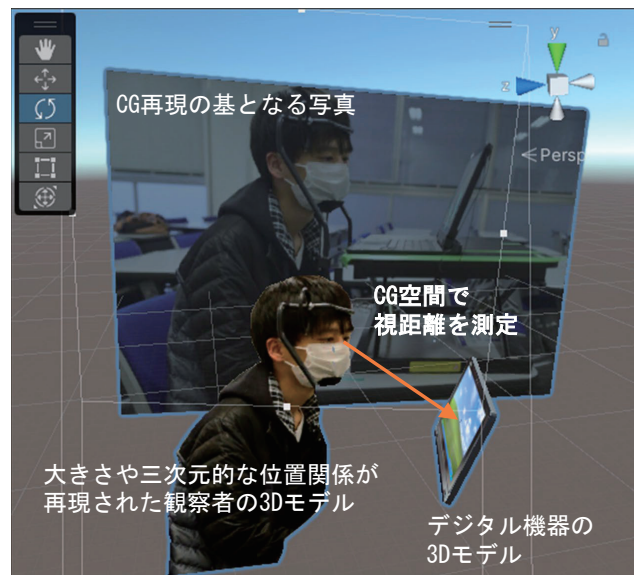 y
z
CG再現の基となる写真
<Persp
CG空間で
視距離を測定
大きさや三次元的な位置関係が
再現された観察者の3Dモデル
デジタル機器の
3Dモデル